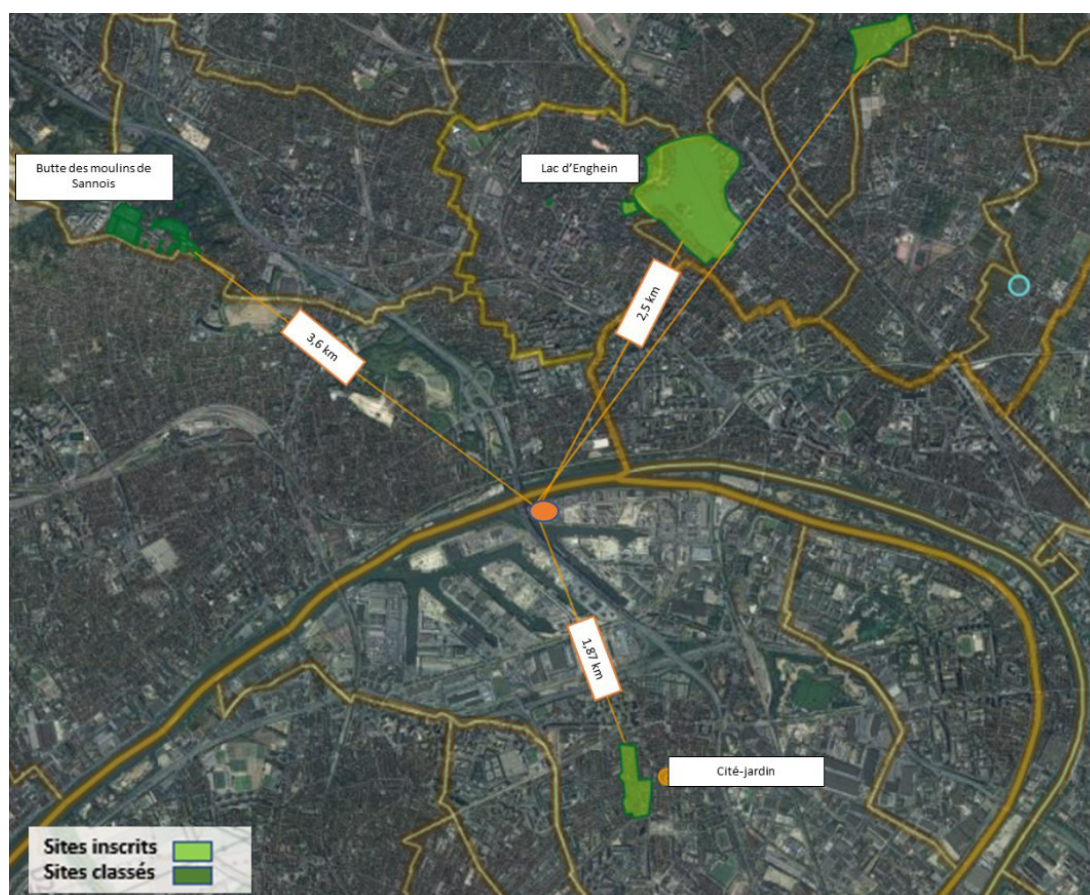 Butte des moulins de
Sannois
Lac d'Enghein
2,5 km
3,6 km
1,87 km
Cité-jardin
Sites inscrits
Sites classés